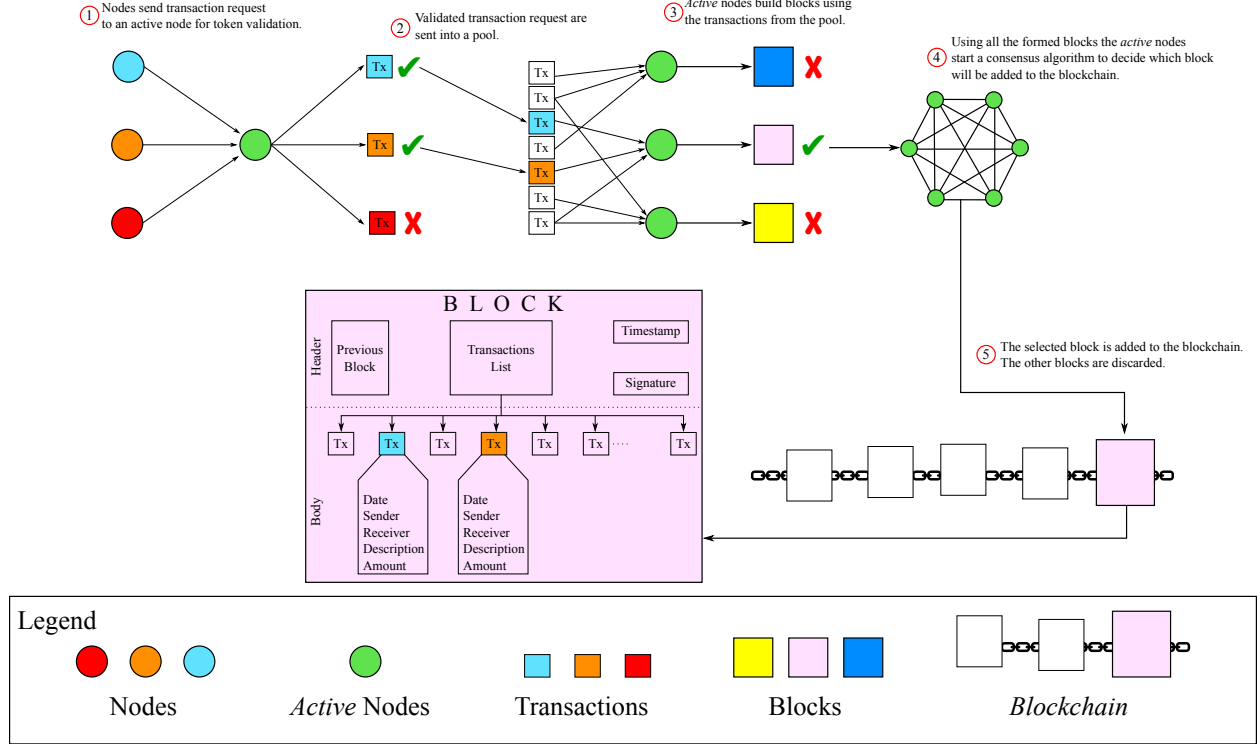 1 Nodes send transaction request
to an active node for token validation.
2 Validated transaction request are
sent into a pool.
3 Active nodes build blocks using
the transactions from the pool.
4 Using all the formed blocks the active nodes
start a consensus algorithm to decide which block
will be added to the blockchain.
Tx
Tx
Tx
Tx
Tx
Tx
Tx
Tx
Tx
Tx
5 The selected block is added to the blockchain.
The other blocks are discarded.
B L O C K
Header
Previous
Block
Transactions
List
Timestamp
Signature
Body
Tx Tx Tx Tx Tx Tx .... Tx
Date
Sender
Receiver
Description
Amount
Date
Sender
Receiver
Description
Amount
Legend
Nodes
Active Nodes
Transactions
Blocks
Blockchain